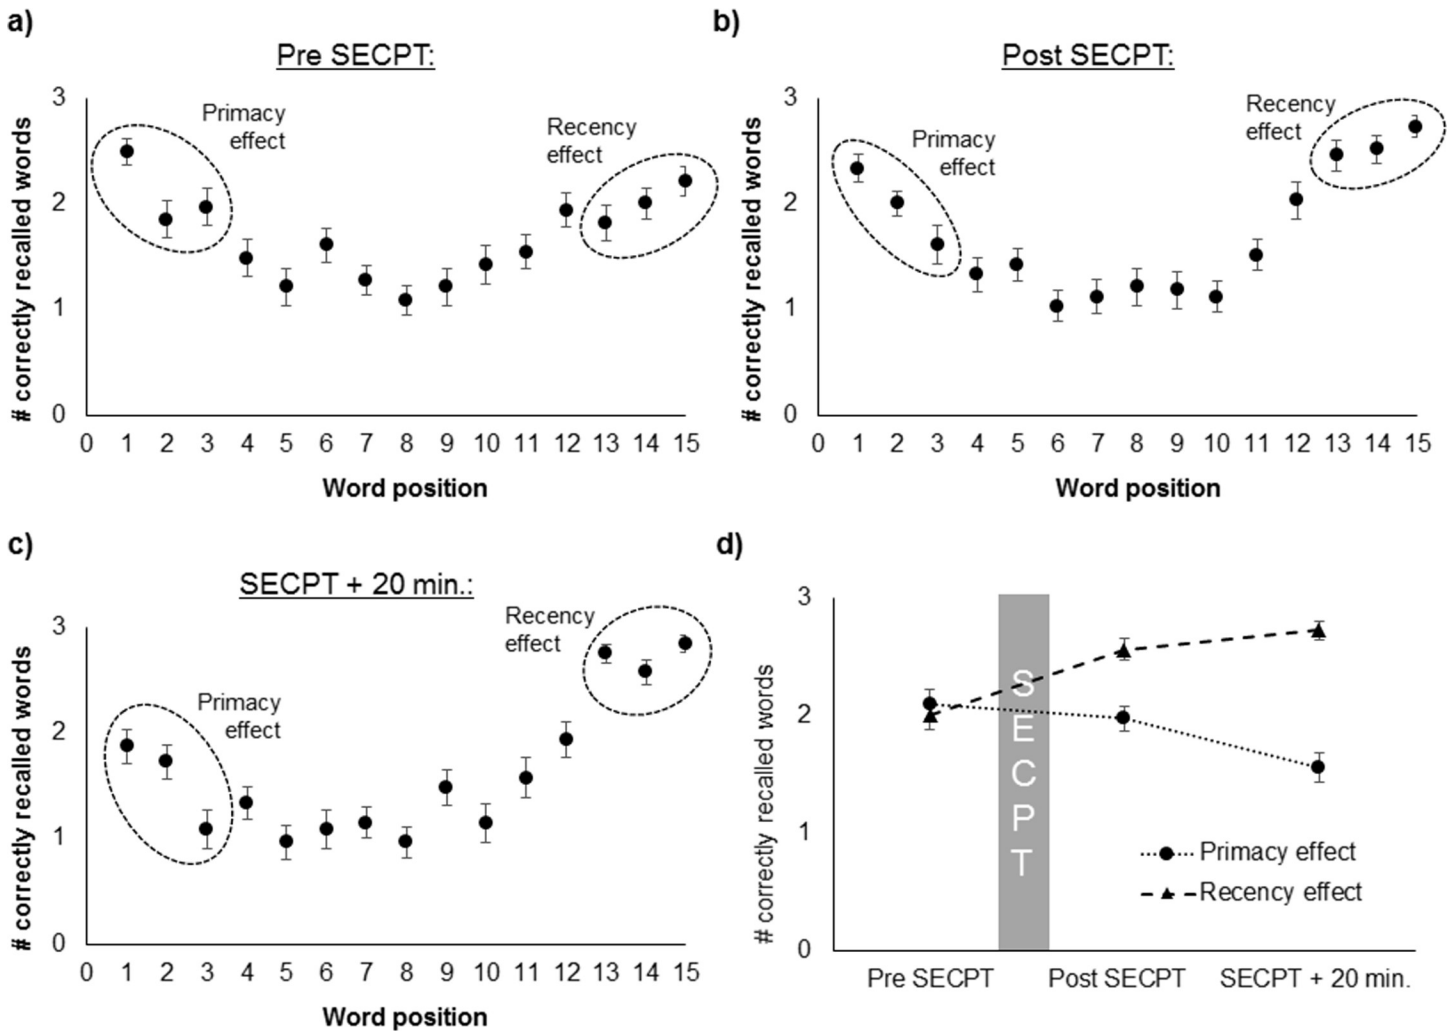 a)
Pre SECPT:
# correctly recalled words
3
2
1
0
Primacy
effect
Recency
effect
0 1 2 3 4 5 6 7 8 9 10 11 12 13 14 15
Word position
b)
Post SECPT:
# correctly recalled words
3
2
1
0
Primacy
effect
Recency
effect
0 1 2 3 4 5 6 7 8 9 10 11 12 13 14 15
Word position
c)
SECPT + 20 min.:
# correctly recalled words
3
2
1
0
Primacy
effect
Recency
effect
0 1 2 3 4 5 6 7 8 9 10 11 12 13 14 15
Word position
d)
# correctly recalled words
3
2
1
0
SECPT
Primacy effect
Recency effect
Pre SECPT Post SECPT SECPT + 20 min.